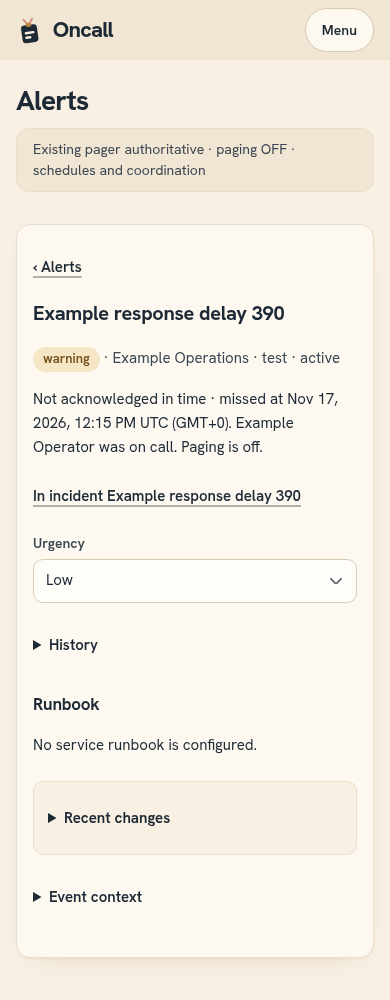 Oncall
Menu
Alerts
Existing pager authoritative · paging OFF ·
schedules and coordination
‹ Alerts
Example response delay 390
warning · Example Operations · test · active
Not acknowledged in time · missed at Nov 17,
2026, 12:15 PM UTC (GMT+0). Example
Operator was on call. Paging is off.
In incident Example response delay 390
Urgency
Low
History
Runbook
No service runbook is configured.
Recent changes
Event context